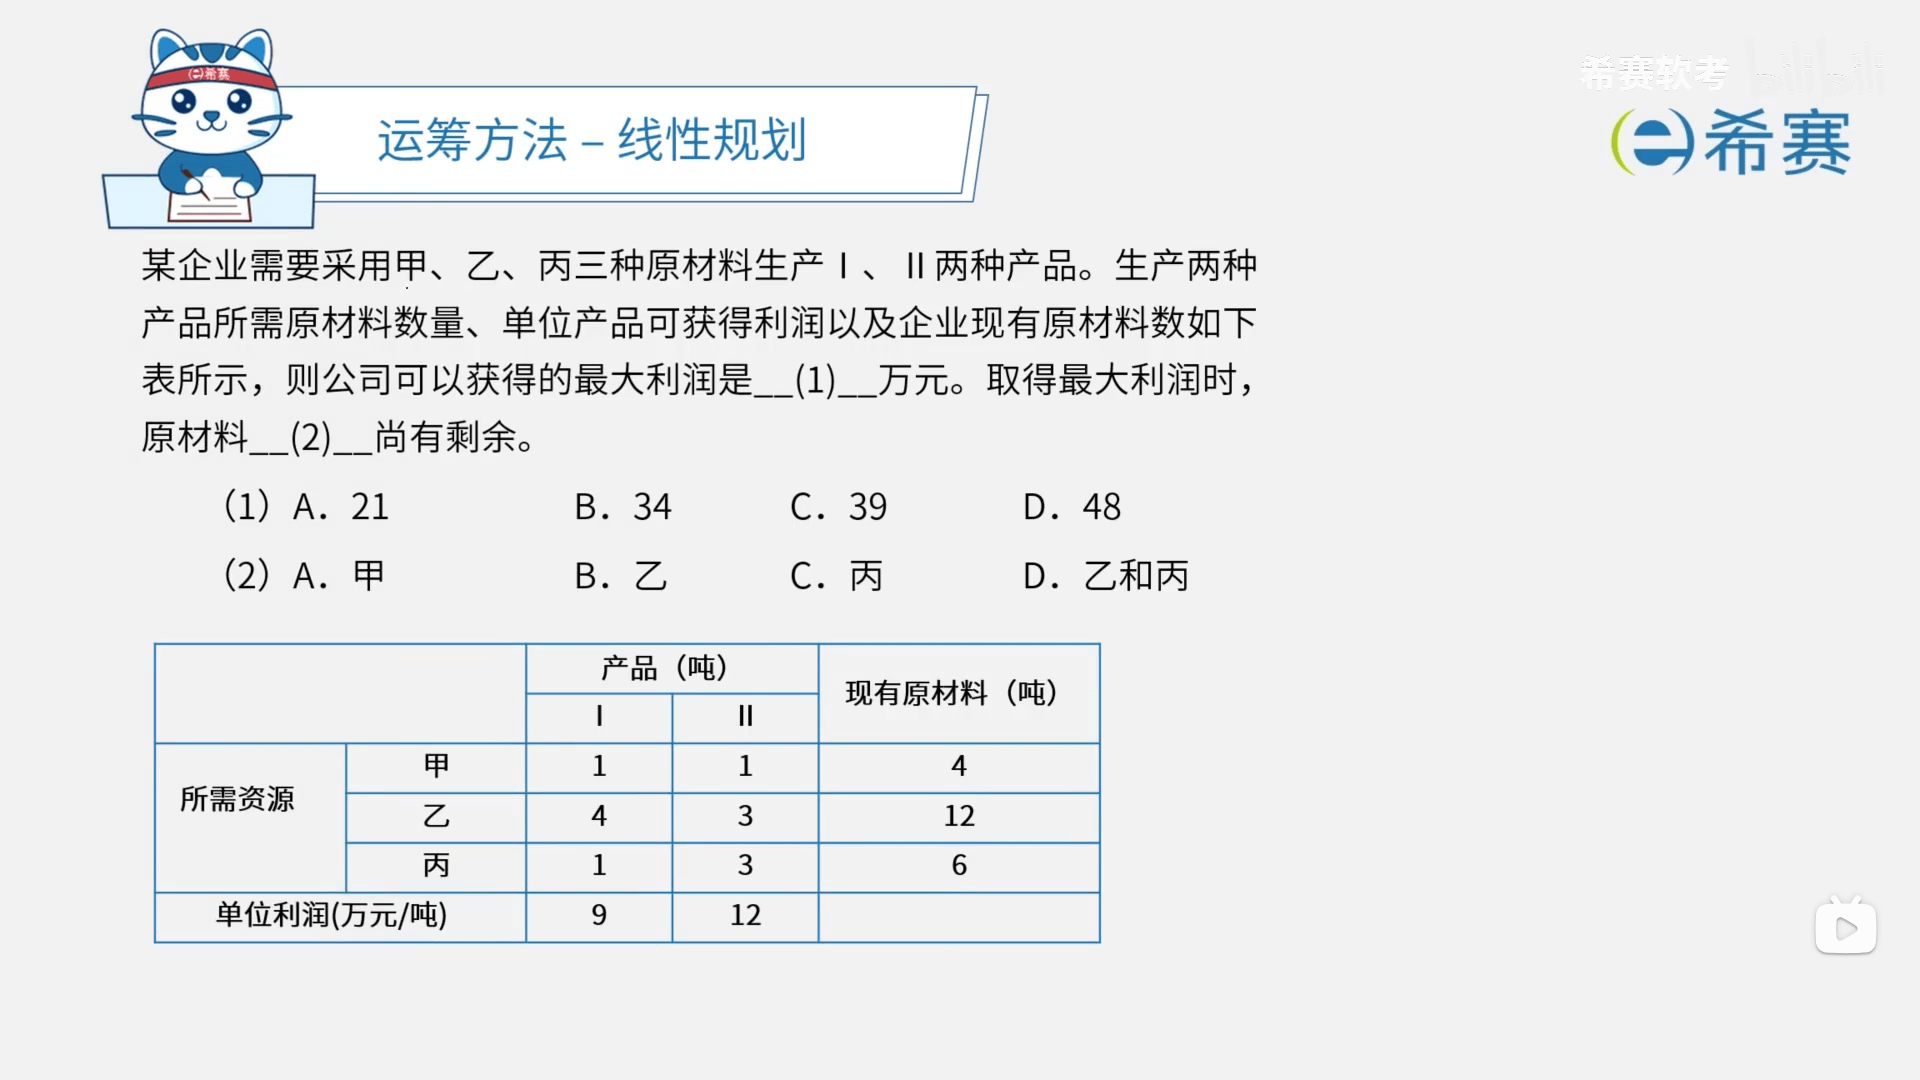 希赛软考 bilibili
希赛
希赛
运筹方法 – 线性规划
某企业需要采用甲、乙、丙三种原材料生产Ⅰ、Ⅱ两种产品。生产两种
产品所需原材料数量、单位产品可获得利润以及企业现有原材料数如下
表所示，则公司可以获得的最大利润是__(1)__万元。取得最大利润时，
原材料__(2)__尚有剩余。
（1）A．21 B．34 C．39 D．48
（2）A．甲 B．乙 C．丙 D．乙和丙
产品（吨） 现有原材料（吨）
Ⅰ Ⅱ
所需资源 甲 1 1 4
乙 4 3 12
丙 1 3 6
单位利润(万元/吨) 9 12